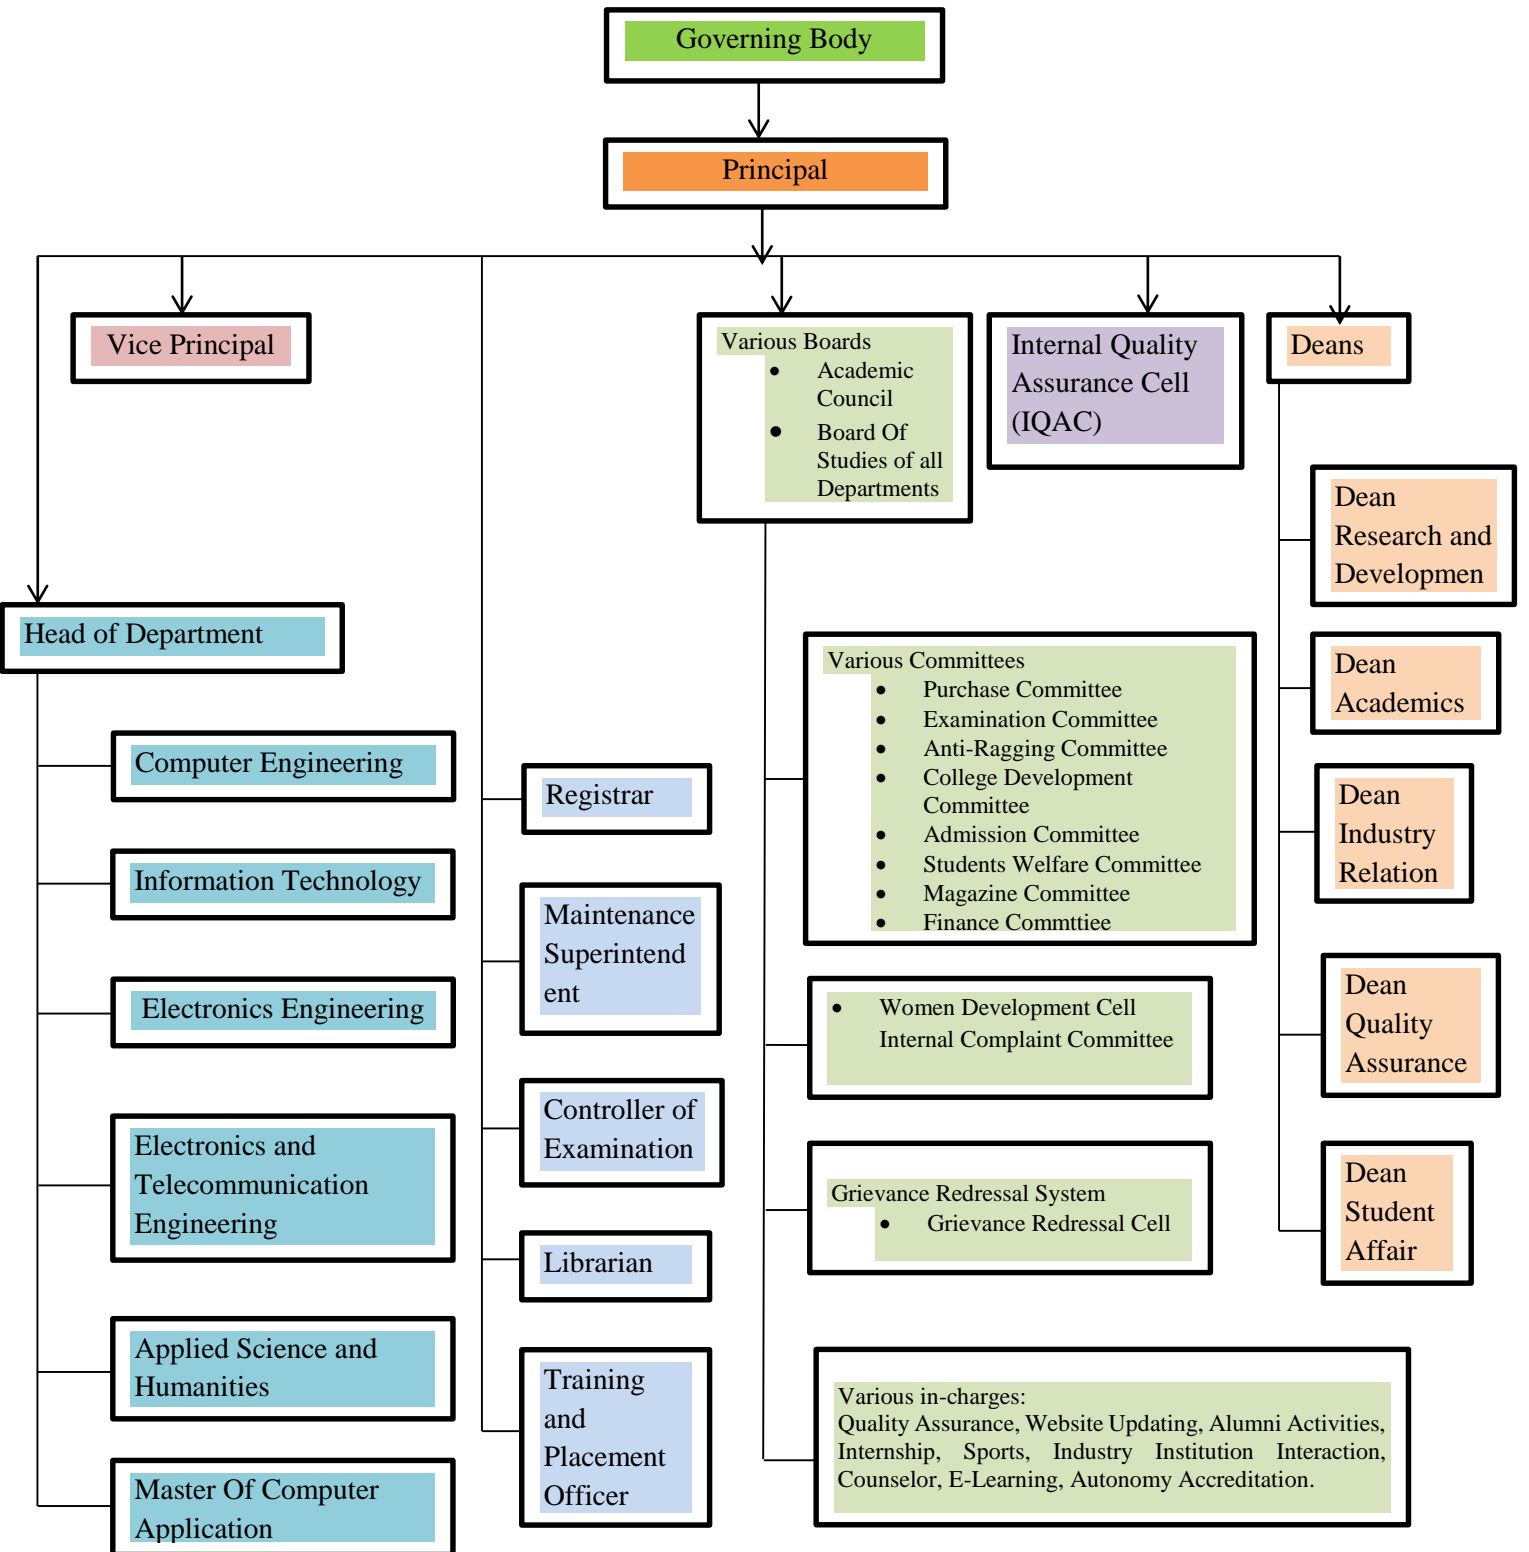 Governing Body
Principal
Vice Principal
Various Boards
• Academic
Council
• Board Of
Studies of all
Departments
Internal Quality
Assurance Cell
(IQAC)
Deans
Dean
Research and
Developmen
Dean
Academics
Dean
Industry
Relation
Dean
Quality
Assurance
Dean
Student
Affair
Head of Department
Computer Engineering
Information Technology
Electronics Engineering
Electronics and
Telecommunication
Engineering
Applied Science and
Humanities
Master Of Computer
Application
Registrar
Maintenance
Superintend
ent
Controller of
Examination
Librarian
Training
and
Placement
Officer
Various Committees
• Purchase Committee
• Examination Committee
• Anti-Ragging Committee
• College Development
Committee
• Admission Committee
• Students Welfare Committee
• Magazine Committee
• Finance Commttiee
• Women Development Cell
Internal Complaint Committee
Grievance Redressal System
• Grievance Redressal Cell
Various in-charges:
Quality Assurance, Website Updating, Alumni Activities,
Internship, Sports, Industry Institution Interaction,
Counselor, E-Learning, Autonomy Accreditation.